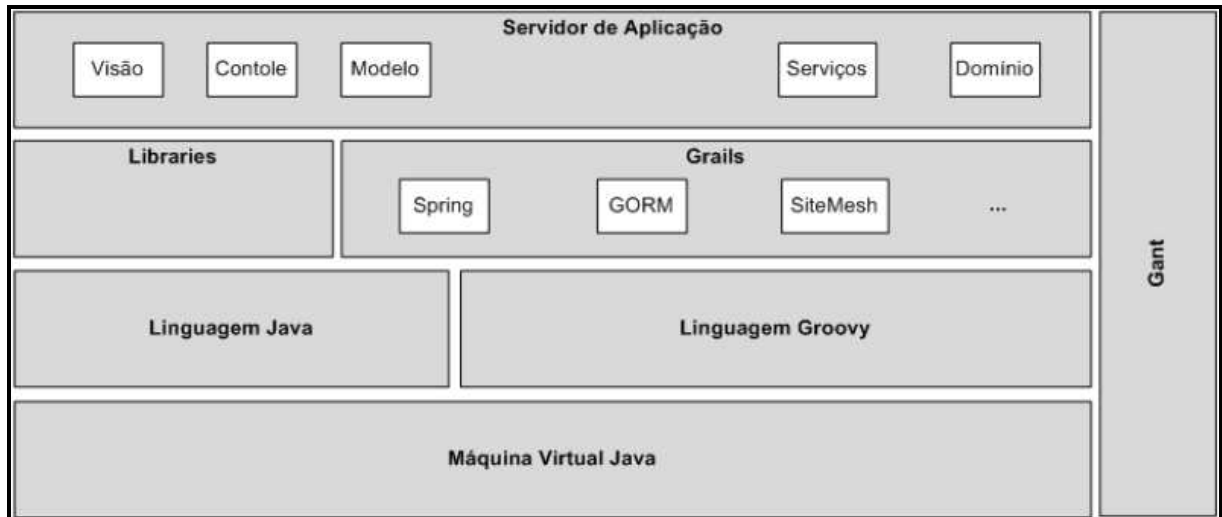 Servidor de Aplicação
Visão
Contole
Modelo
Serviços
Domínio
Libraries
Grails
Spring
GORM
SiteMesh
...
Linguagem Java
Linguagem Groovy
Máquina Virtual Java
Gant